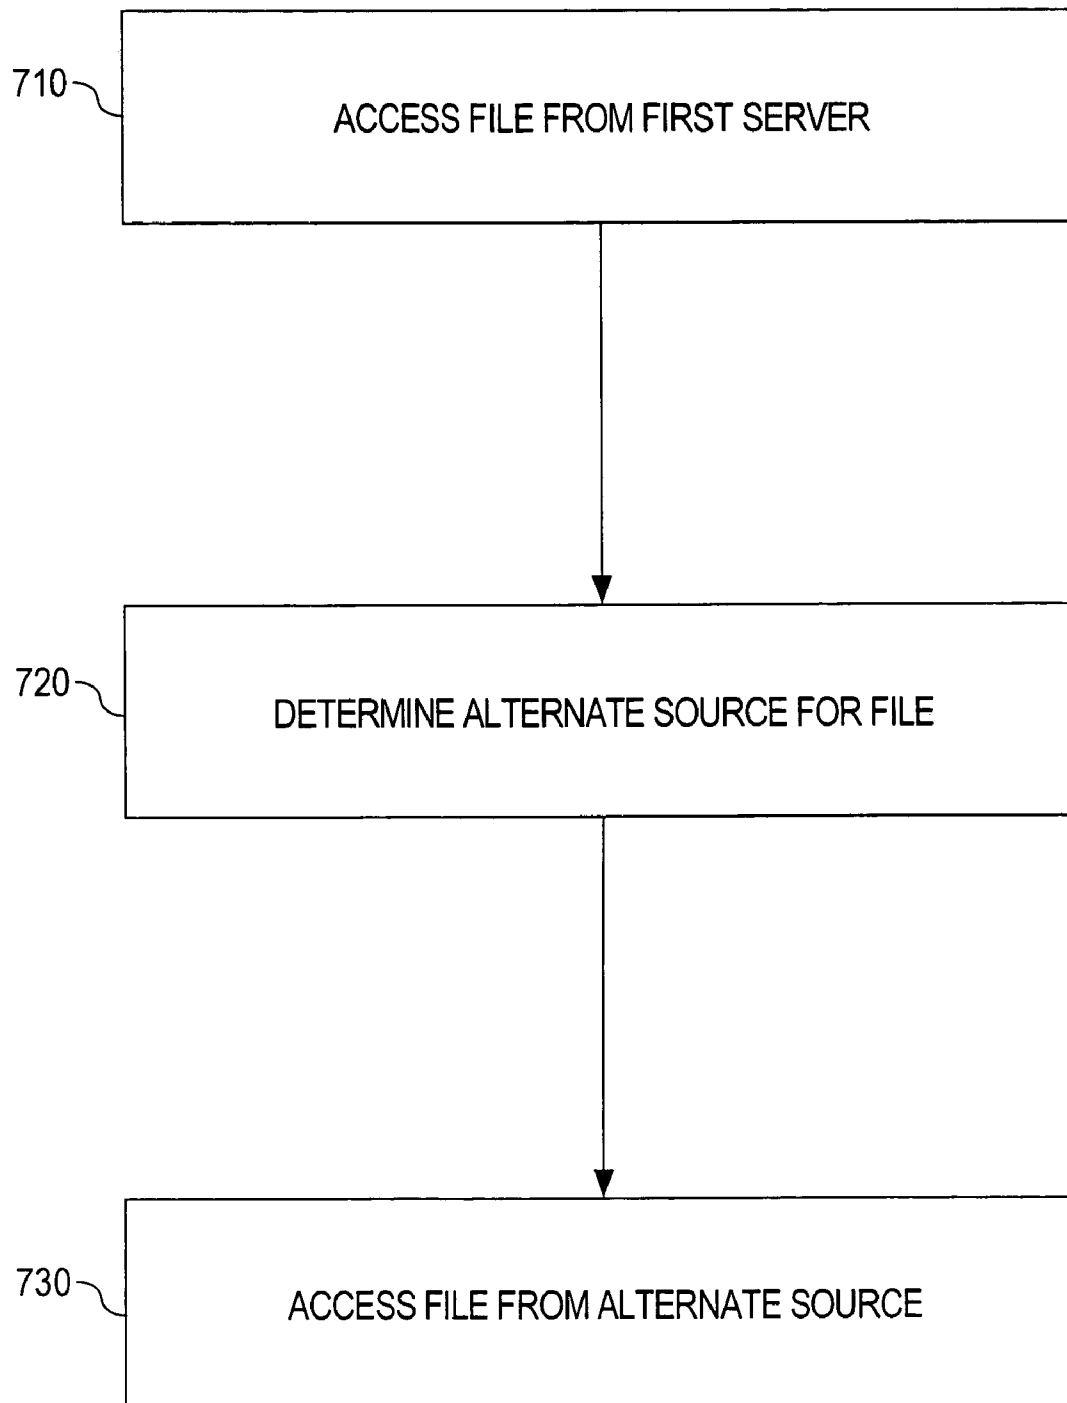 710
ACCESS FILE FROM FIRST SERVER
720
DETERMINE ALTERNATE SOURCE FOR FILE
730
ACCESS FILE FROM ALTERNATE SOURCE